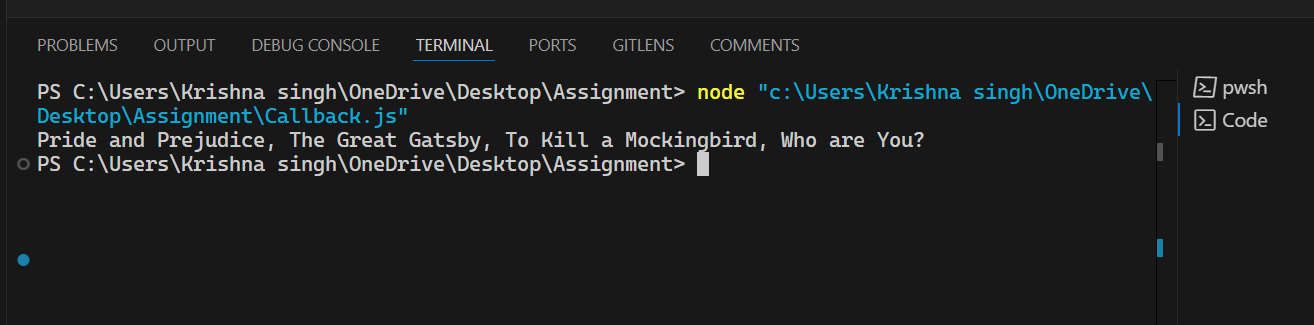 PROBLEMS OUTPUT DEBUG CONSOLE TERMINAL PORTS GITLENS COMMENTS
PS C:\Users\Krishna singh\OneDrive\Desktop\Assignment> node "c:\Users\Krishna singh\OneDrive\
Desktop\Assignment\Callback.js"
Pride and Prejudice, The Great Gatsby, To Kill a Mockingbird, Who are You?
PS C:\Users\Krishna singh\OneDrive\Desktop\Assignment>
pwsh
Code